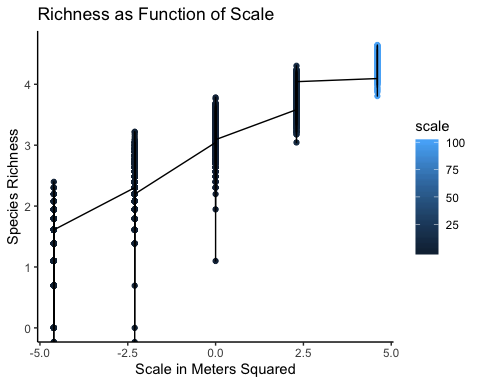 Richness as Function of Scale
Species Richness
4
3
2
1
0
-5.0 -2.5 0.0 2.5 5.0
Scale in Meters Squared
scale
100
75
50
25